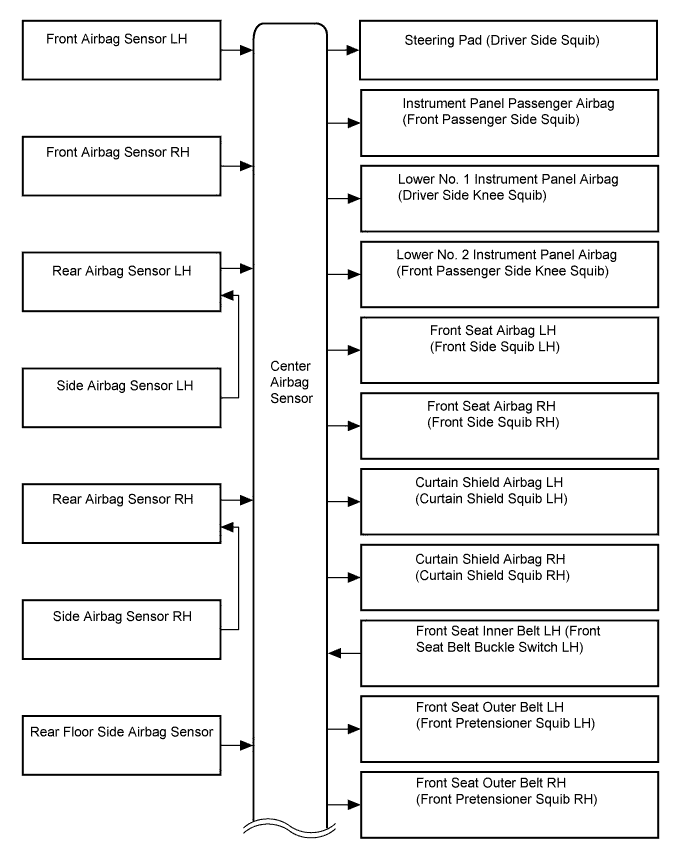 Front Airbag Sensor LH
Front Airbag Sensor RH
Rear Airbag Sensor LH
Side Airbag Sensor LH
Rear Airbag Sensor RH
Side Airbag Sensor RH
Rear Floor Side Airbag Sensor
Center
Airbag
Sensor
Steering Pad (Driver Side Squib)
Instrument Panel Passenger Airbag
(Front Passenger Side Squib)
Lower No. 1 Instrument Panel Airbag
(Driver Side Knee Squib)
Lower No. 2 Instrument Panel Airbag
(Front Passenger Side Knee Squib)
Front Seat Airbag LH
(Front Side Squib LH)
Front Seat Airbag RH
(Front Side Squib RH)
Curtain Shield Airbag LH
(Curtain Shield Squib LH)
Curtain Shield Airbag RH
(Curtain Shield Squib RH)
Front Seat Inner Belt LH (Front
Seat Belt Buckle Switch LH)
Front Seat Outer Belt LH
(Front Pretensioner Squib LH)
Front Seat Outer Belt RH
(Front Pretensioner Squib RH)